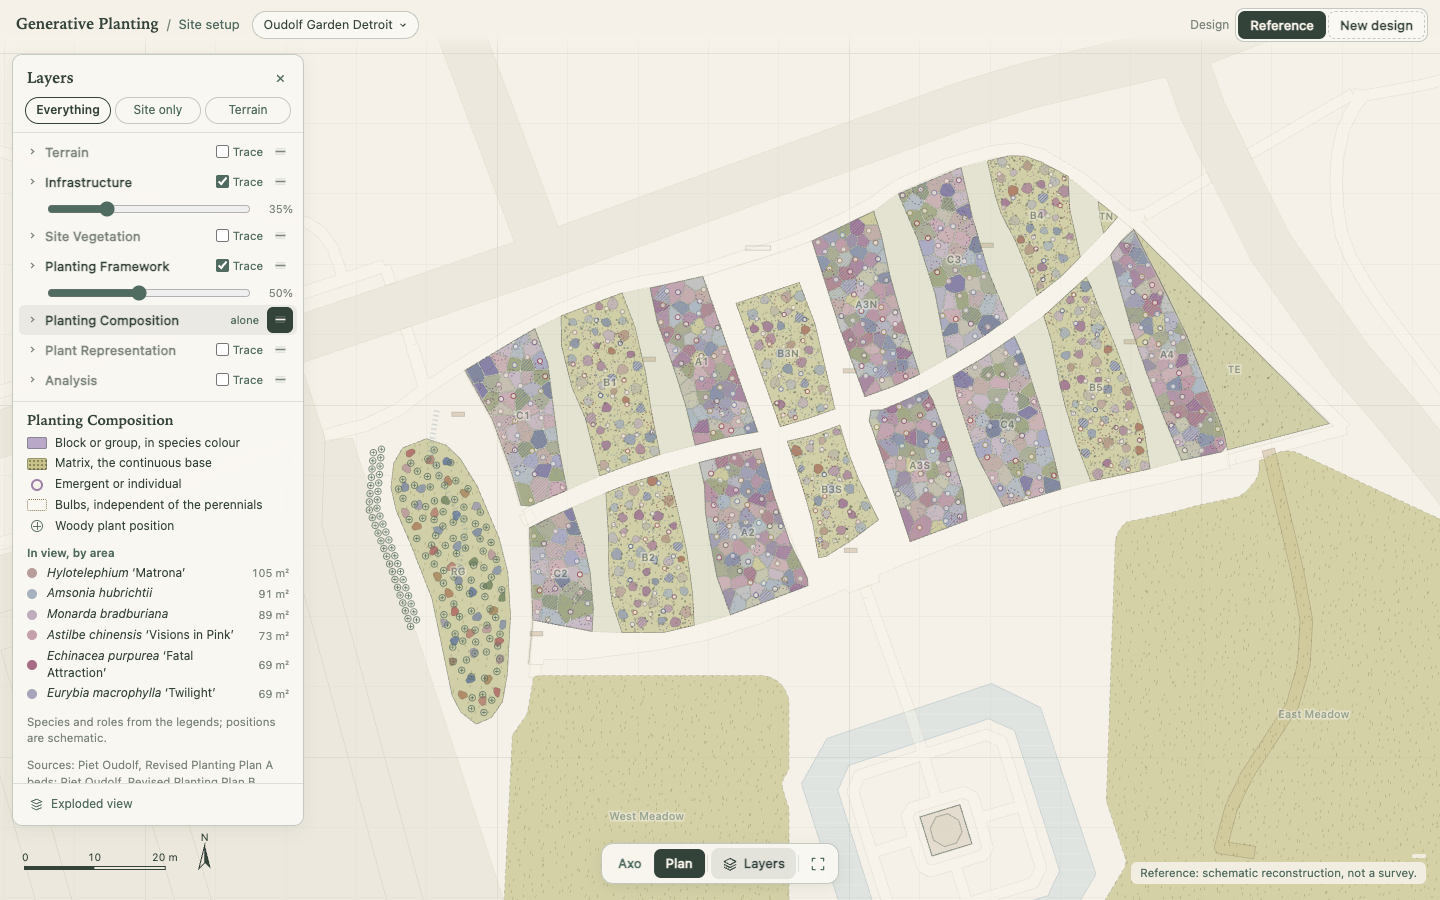 Generative Planting / Site setup
Oudolf Garden Detroit
Design
Reference
New design
Layers
Everything
Site only
Terrain
Terrain
Trace
Infrastructure
Trace
35%
Site Vegetation
Trace
Planting Framework
Trace
50%
Planting Composition
alone
Plant Representation
Trace
Analysis
Trace
Planting Composition
Block or group, in species colour
Matrix, the continuous base
Emergent or individual
Bulbs, independent of the perennials
Woody plant position
In view, by area
Hylotelephium ‘Matrona’ 105 m²
Amsonia hubrichtii 91 m²
Monarda bradburiana 89 m²
Astilbe chinensis ‘Visions in Pink’ 73 m²
Echinacea purpurea ‘Fatal
Attraction’ 69 m²
Eurybia macrophylla ‘Twilight’ 69 m²
Species and roles from the legends; positions
are schematic.
Sources: Piet Oudolf, Revised Planting Plan A
beds; Piet Oudolf, Revised Planting Plan B
Exploded view
0 10 20 m
N
B4
TN
C3
A3N
B3N
A1
B1
C1
A4
TE
B5
C4
A3S
B3S
A2
B2
C2
RG
West Meadow
East Meadow
Axo
Plan
Layers
Reference: schematic reconstruction, not a survey.